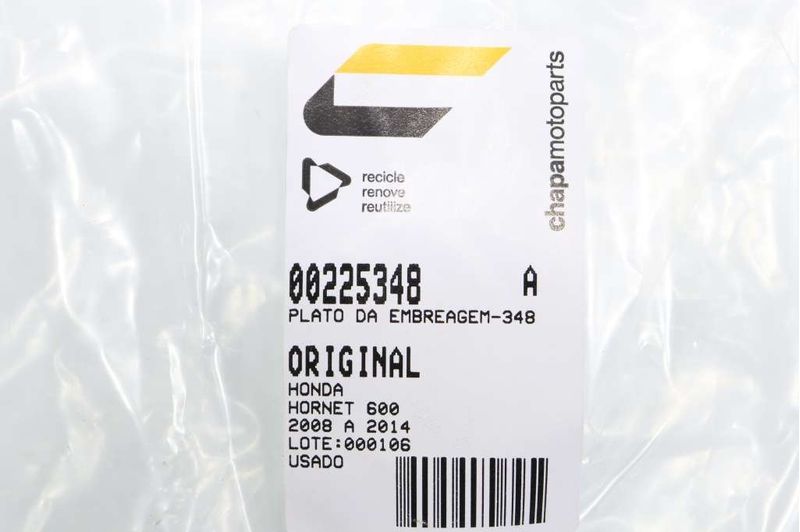 chapamotoparts
recicle
renove
reutilize
00225348 A
PLATO DA EMBREAGEM-348
ORIGINAL
HONDA
HORNET 600
2008 A 2014
LOTE:000106
USADO